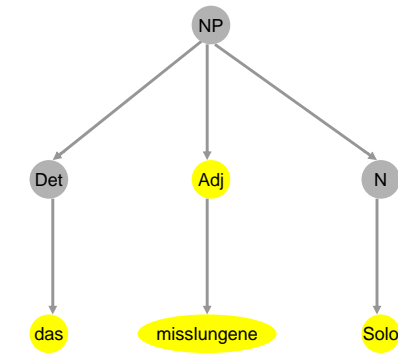 NP
Det Adj N
das misslungene Solo